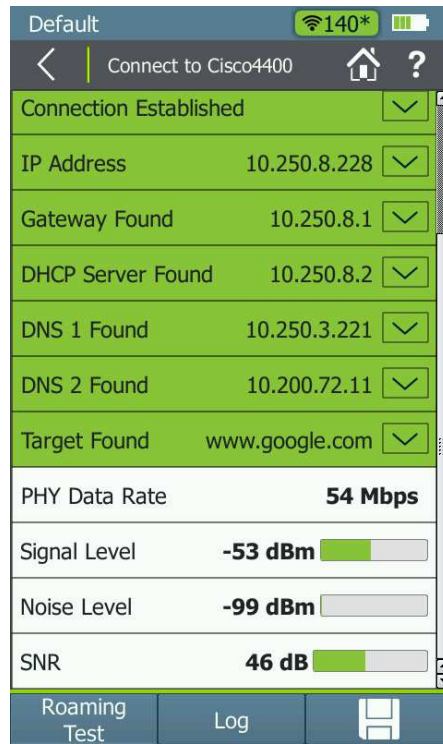 Default 140*
Connect to Cisco4400 ?
Connection Established
IP Address 10.250.8.228
Gateway Found 10.250.8.1
DHCP Server Found 10.250.8.2
DNS 1 Found 10.250.3.221
DNS 2 Found 10.200.72.11
Target Found www.google.com
PHY Data Rate 54 Mbps
Signal Level -53 dBm
Noise Level -99 dBm
SNR 46 dB
Roaming
Test
Log